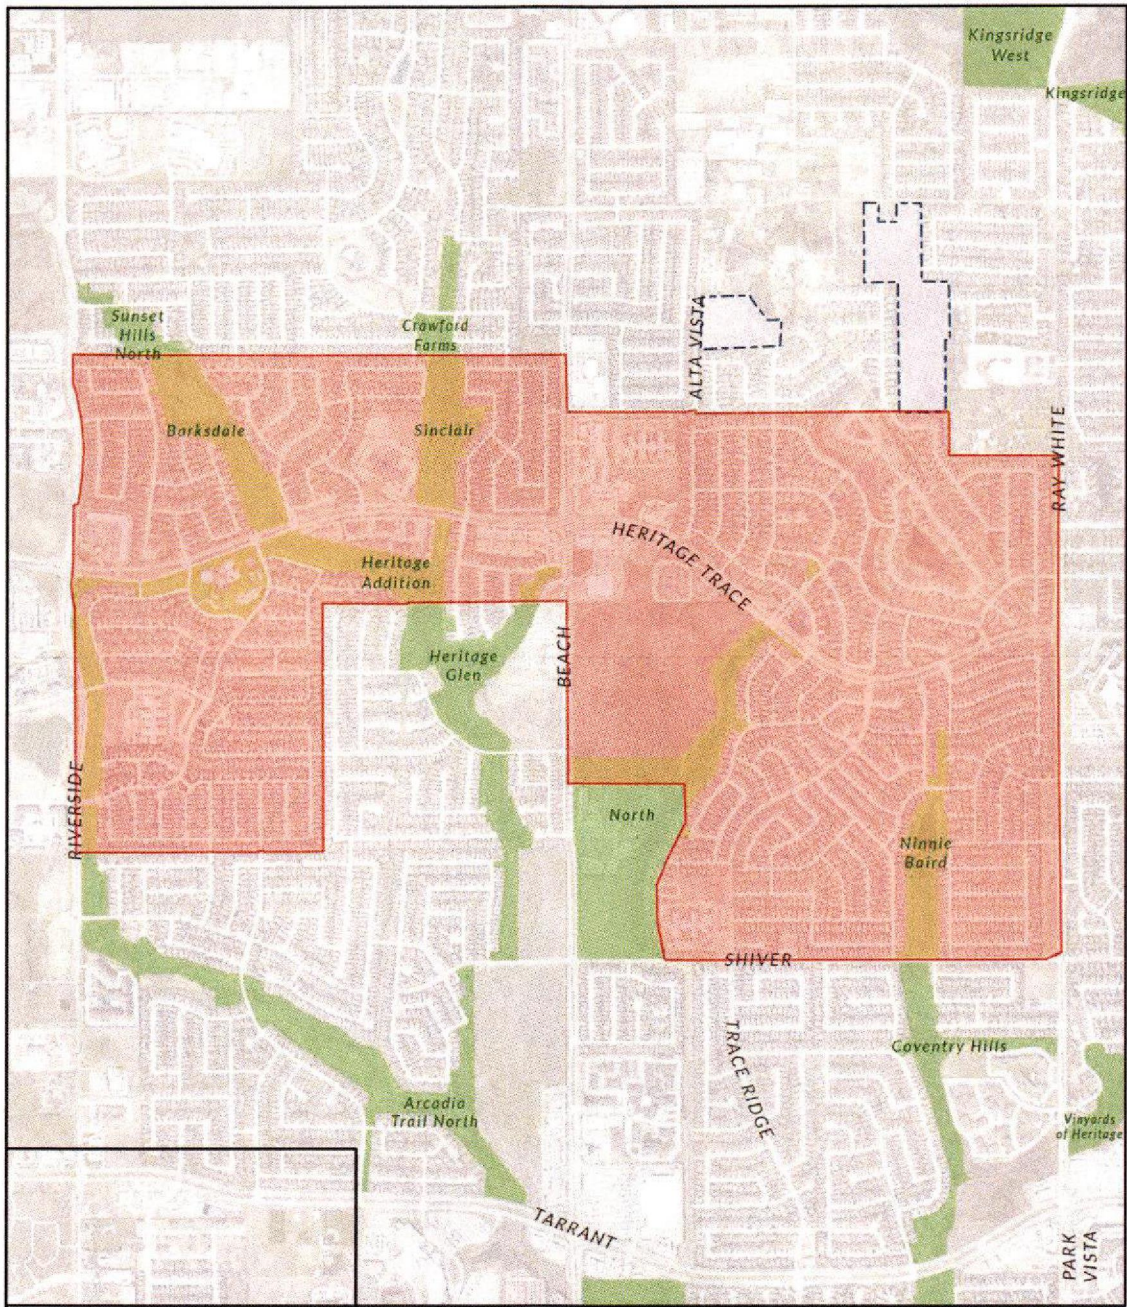 Kingsridge
West
Kingsridge
Sunset
Hills
North
Crawford
Farms
ALTA VISTA
Barksdale
Sinclair
RAY WHITE
HERITAGE TRACE
Heritage
Addition
BEACH
Heritage
Glen
RIVERSIDE
North
Ninnie
Baird
SHIVER
TRACE RIDGE
Coventry Hills
Arcadia
Trail North
Vinyards
of Heritage
TARRANT
PARK
VISTA